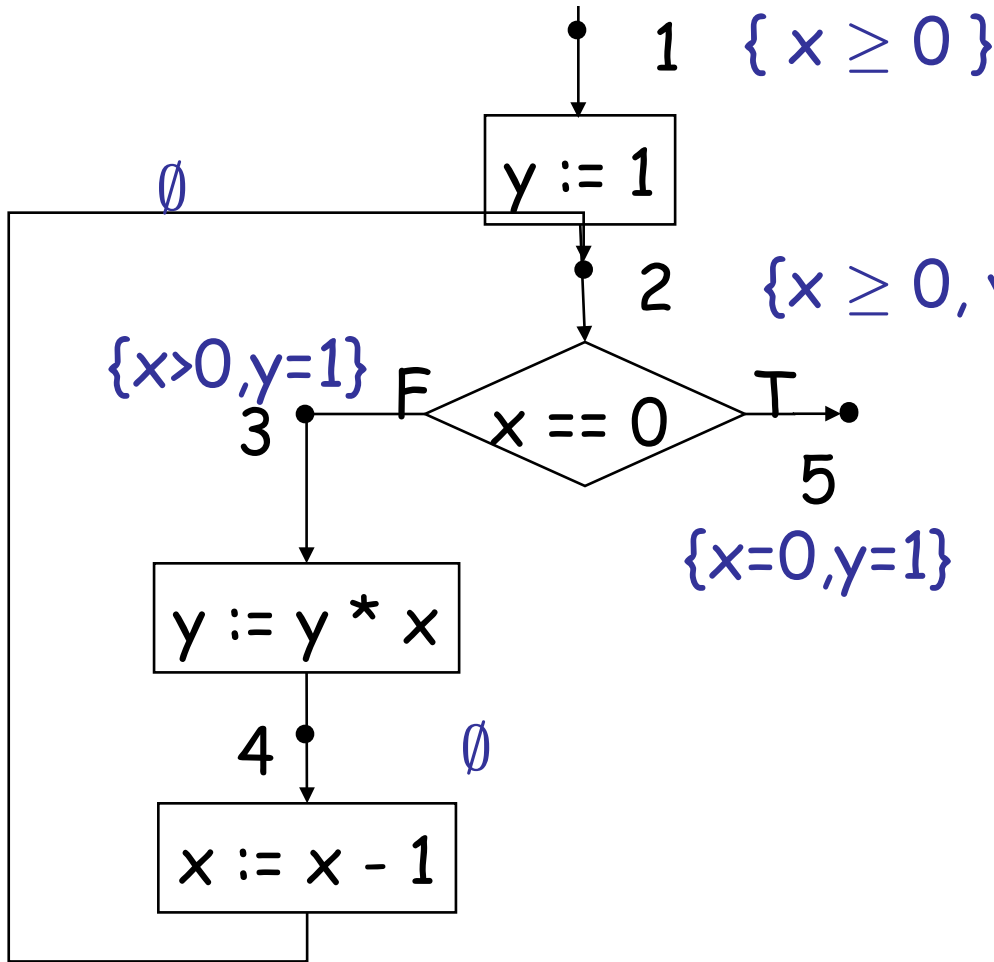 1 { x ≥ 0 }
y := 1
∅
2 { x ≥ 0 ,
{x>0,y=1} F T
3 x == 0
5
{x=0,y=1}
y := y * x
4 ∅
x := x - 1